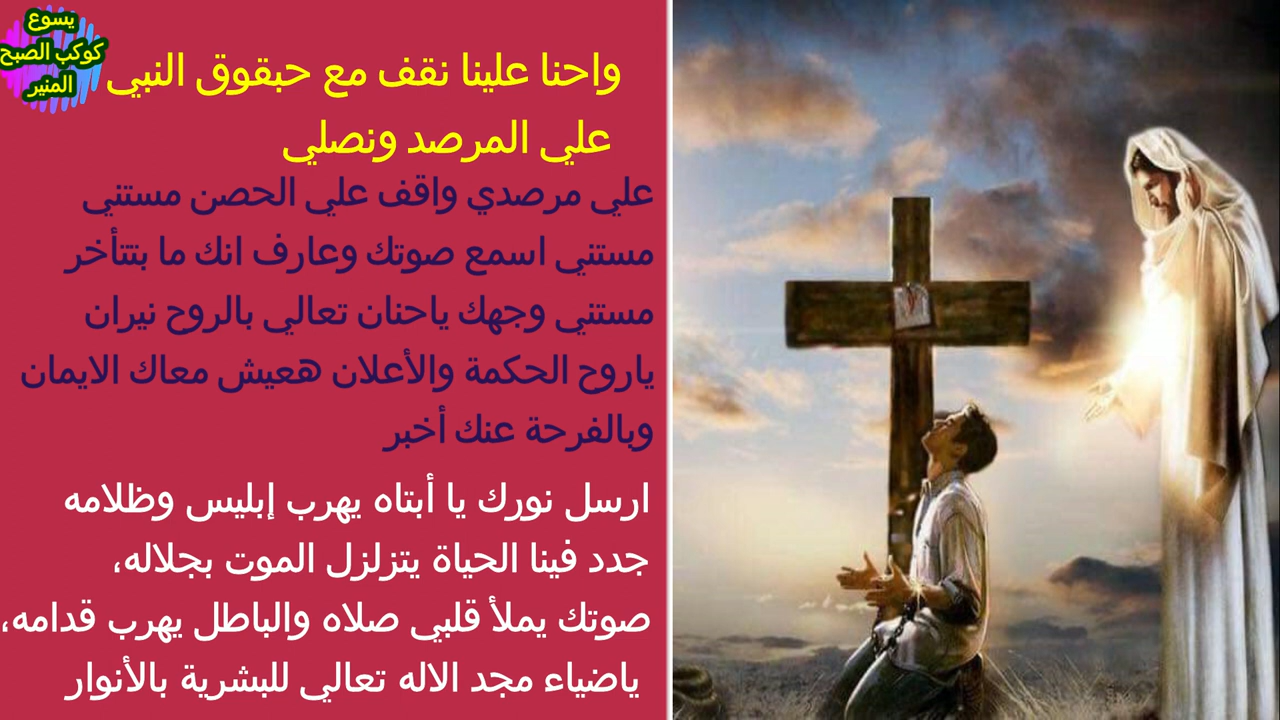 يسوع
كوكب الصبح
المنير
واحنا علينا نقف مع حبقوق النبي
علي المرصد ونصلي
علي مرصدي واقف علي الحصن مستني
مستني اسمع صوتك وعارف انك ما بتتأخر
مستني وجهك ياحنان تعالي بالروح نيران
ياروح الحكمة والأعلان هعيش معاك الايمان
وبالفرحة عنك أخبر
ارسل نورك يا أبتاه يهرب إبليس وظلامه
جدد فينا الحياة يتزلزل الموت بجلاله،
صوتك يملأ قلبي صلاه والباطل يهرب قدامه،
ياضياء مجد الاله تعالي للبشرية بالأنوار